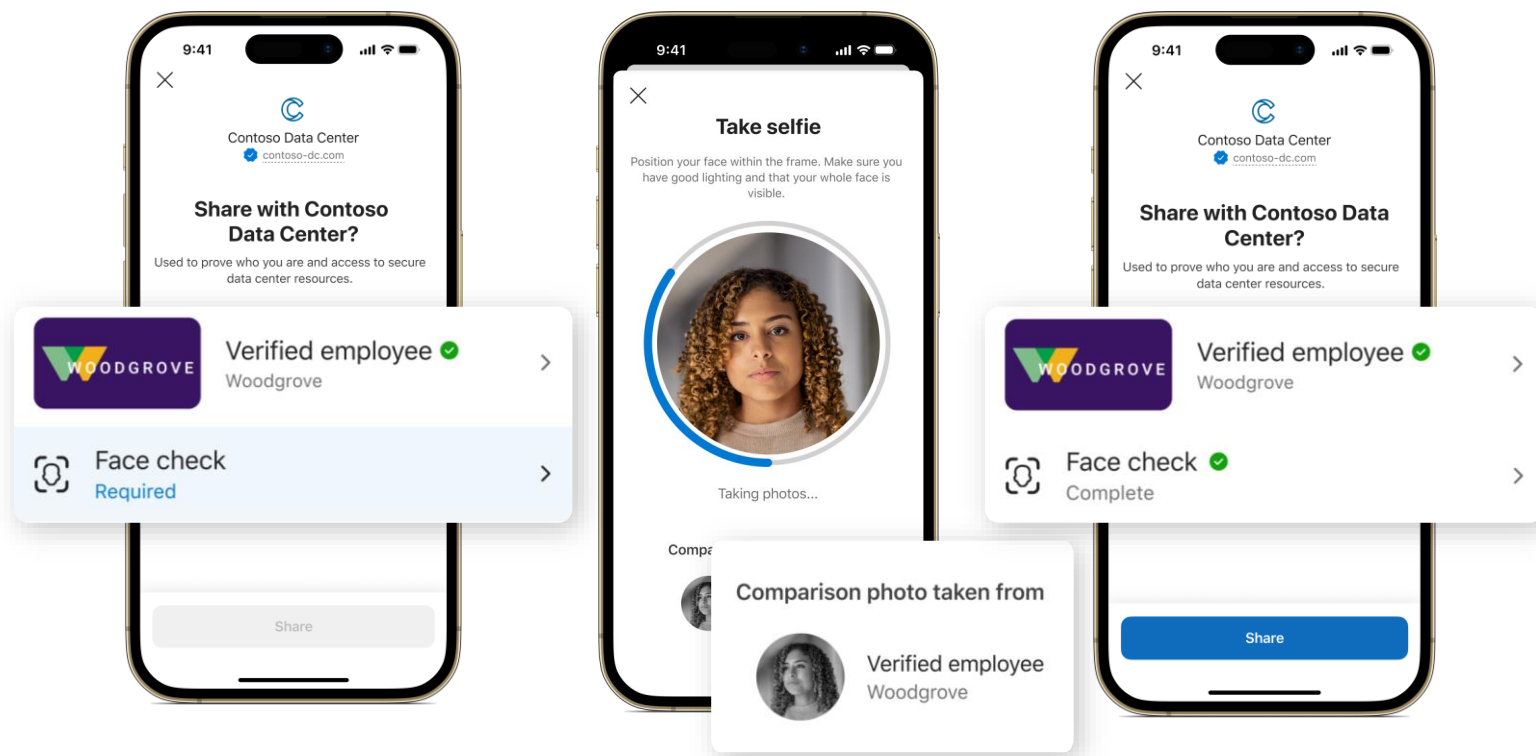 9:41
Contoso Data Center
contoso-dc.com
Share with Contoso
Data Center?
Used to prove who you are and access to secure
data center resources.
WOODGROVE
Verified employee
Woodgrove
Face check
Required
Share
9:41
Take selfie
Position your face within the frame. Make sure you
have good lighting and that your whole face is
visible.
Taking photos...
Compa
Comparison photo taken from
Verified employee
Woodgrove
9:41
Contoso Data Center
contoso-dc.com
Share with Contoso Data
Center?
Used to prove who you are and access to secure
data center resources.
WOODGROVE
Verified employee
Woodgrove
Face check
Complete
Share